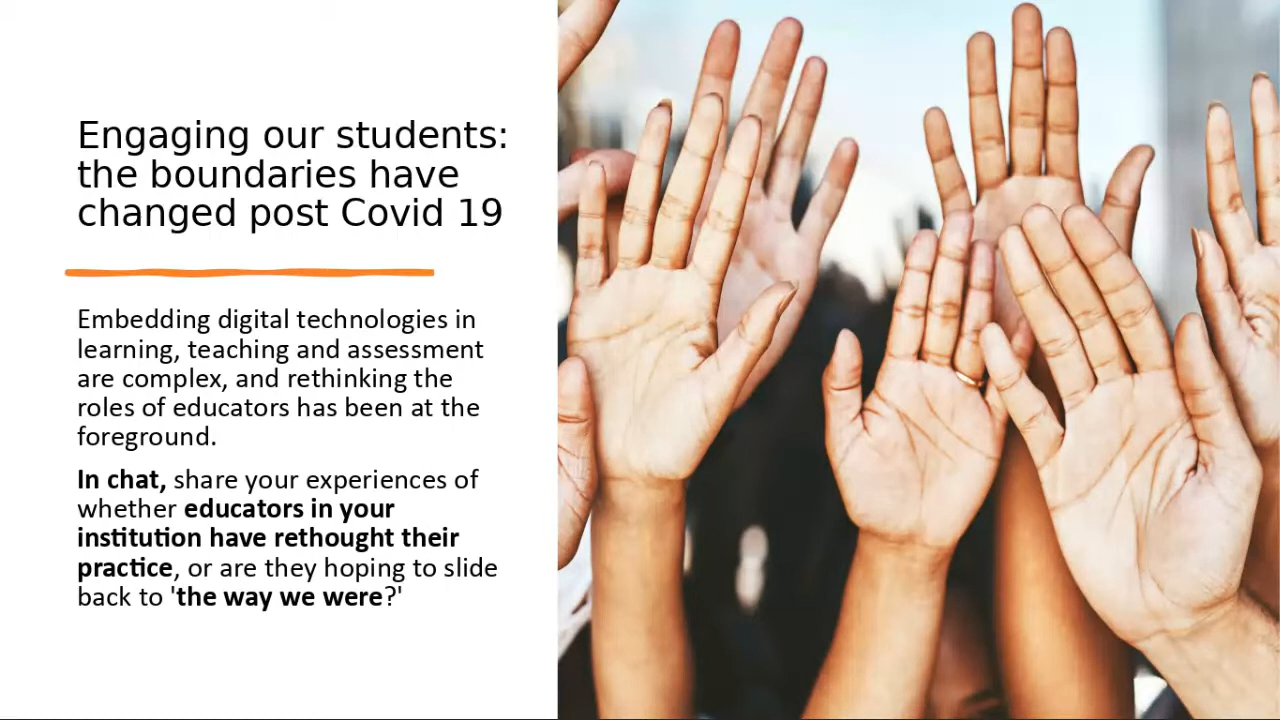 Engaging our students:
the boundaries have
changed post Covid 19
Embedding digital technologies in
learning, teaching and assessment
are complex, and rethinking the
roles of educators has been at the
foreground.
In chat, share your experiences of
whether educators in your
institution have rethought their
practice, or are they hoping to slide
back to 'the way we were?'